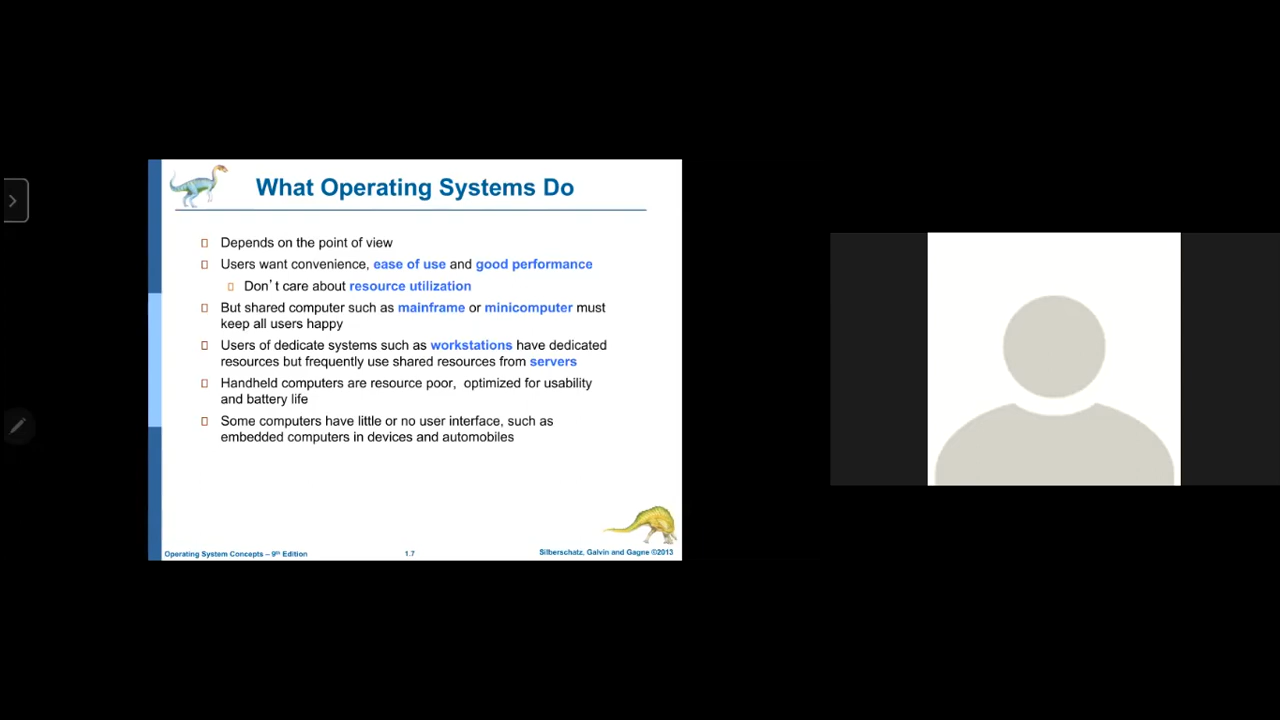 What Operating Systems Do
Depends on the point of view
Users want convenience, ease of use and good performance
Don't care about resource utilization
But shared computer such as mainframe or minicomputer must
keep all users happy
Users of dedicate systems such as workstations have dedicated
resources but frequently use shared resources from servers
Handheld computers are resource poor, optimized for usability
and battery life
Some computers have little or no user interface, such as
embedded computers in devices and automobiles
Operating System Concepts – 9th Edition
1.7
Silberschatz, Galvin and Gagne ©2013